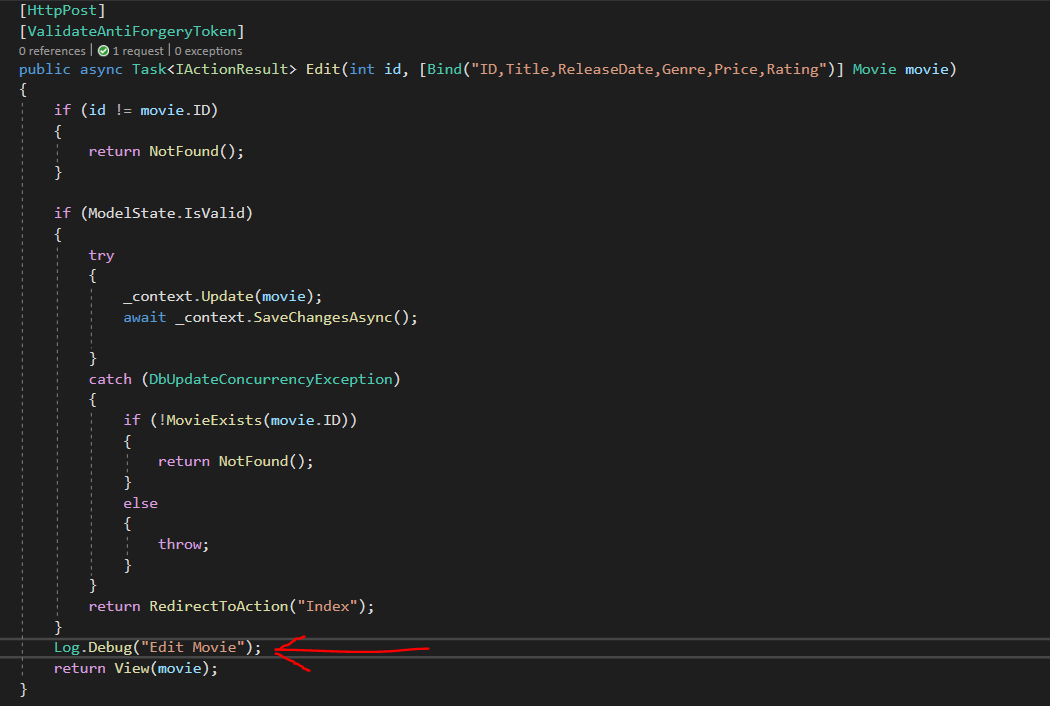 [HttpPost]
[ValidateAntiForgeryToken]
0 references | 1 request | 0 exceptions
public async Task<IActionResult> Edit(int id, [Bind("ID,Title,ReleaseDate,Genre,Price,Rating")] Movie movie)
{
if (id != movie.ID)
{
return NotFound();
}
if (ModelState.IsValid)
{
try
{
_context.Update(movie);
await _context.SaveChangesAsync();
}
catch (DbUpdateConcurrencyException)
{
if (!MovieExists(movie.ID))
{
return NotFound();
}
else
{
throw;
}
}
return RedirectToAction("Index");
}
Log.Debug("Edit Movie");
return View(movie);
}